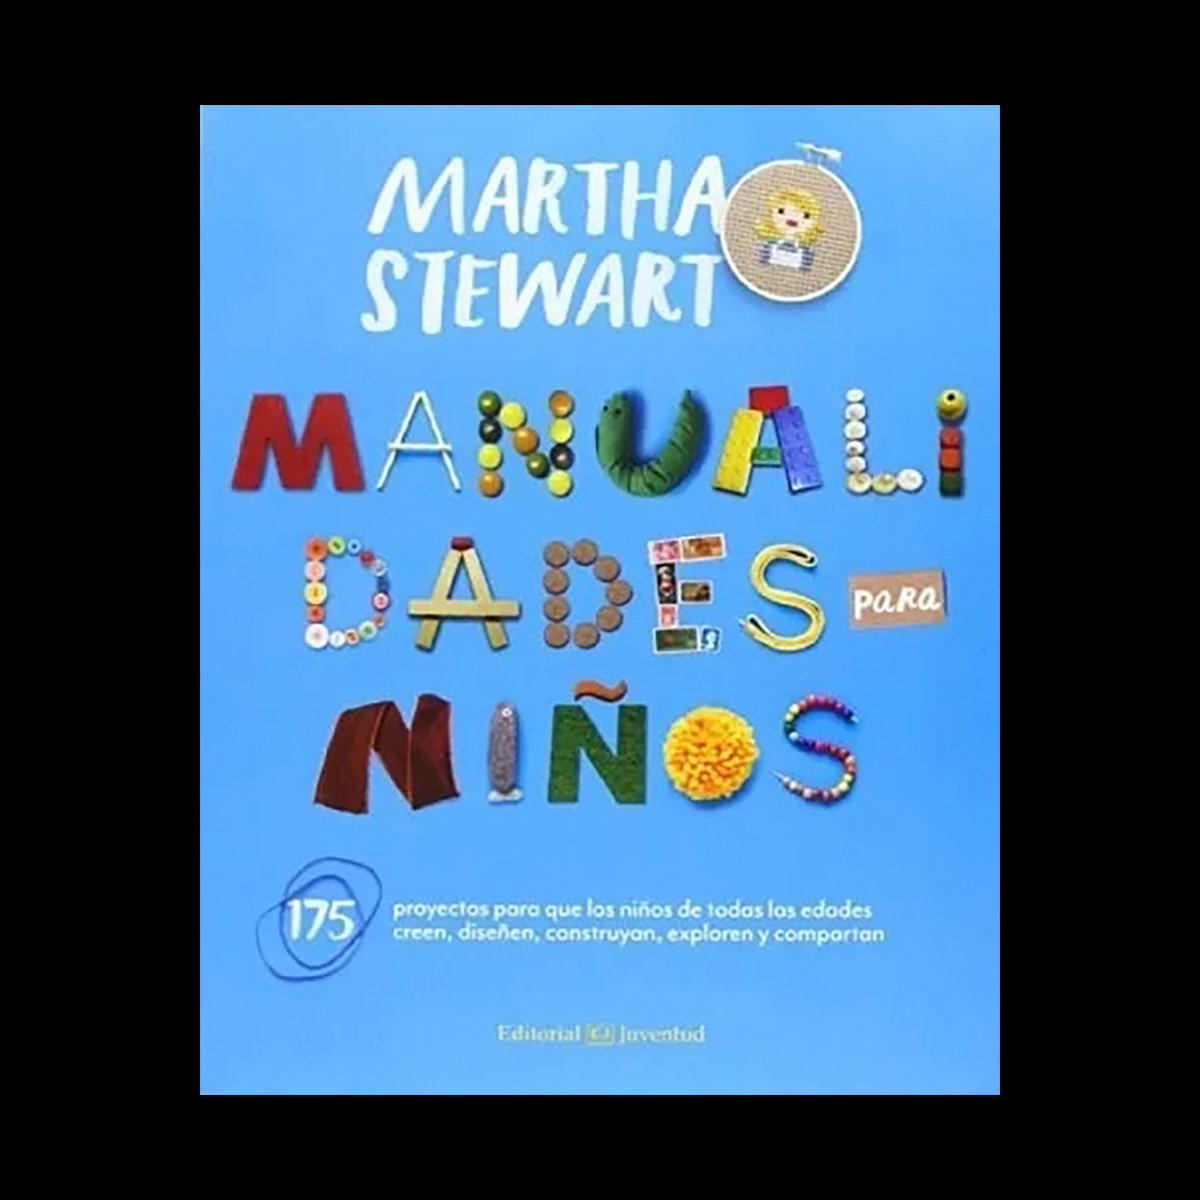 MARTHA
STEWART
MANUALI
DADES para
NIÑOS
175 proyectos para que los niños de todas las edades
creen, diseñen, construyan, exploren y compartan
Editorial EJ Juventud